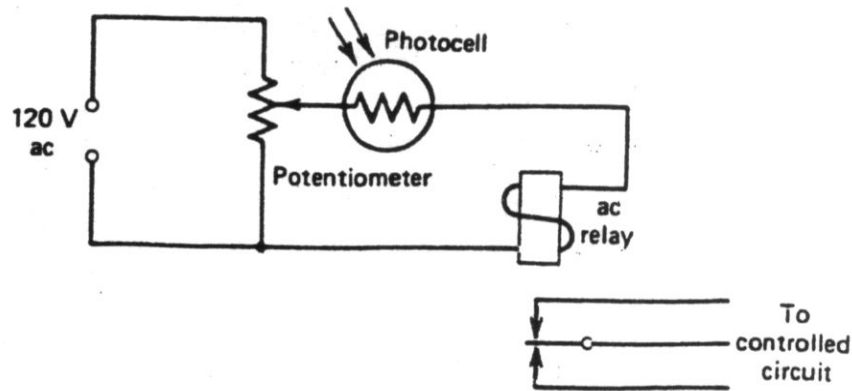 Photocell
120 V
ac
Potentiometer
ac
relay
To
controlled
circuit